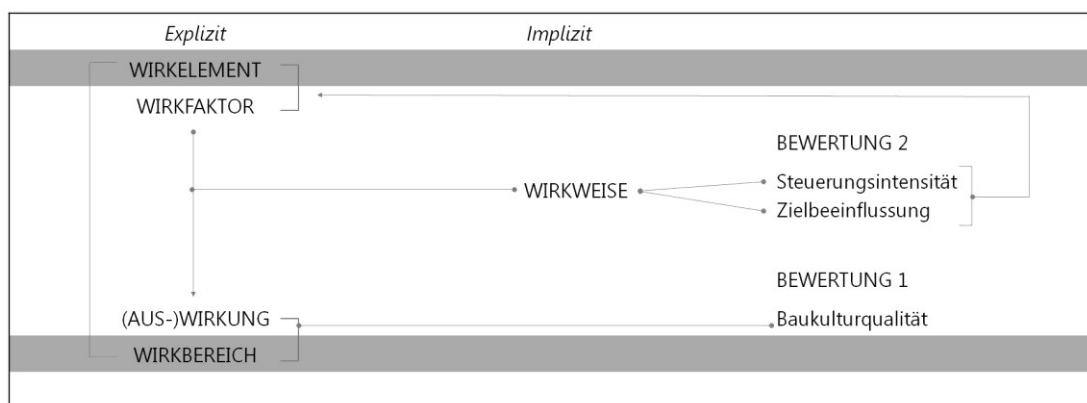 Explizit Implizit
WIRKELEMENT
WIRKFAKTOR
BEWERTUNG 2
Steuerungsintensität
WIRKWEISE
Zielbeeinflussung
BEWERTUNG 1
(AUS-)WIRKUNG Baukulturqualität
WIRKBEREICH